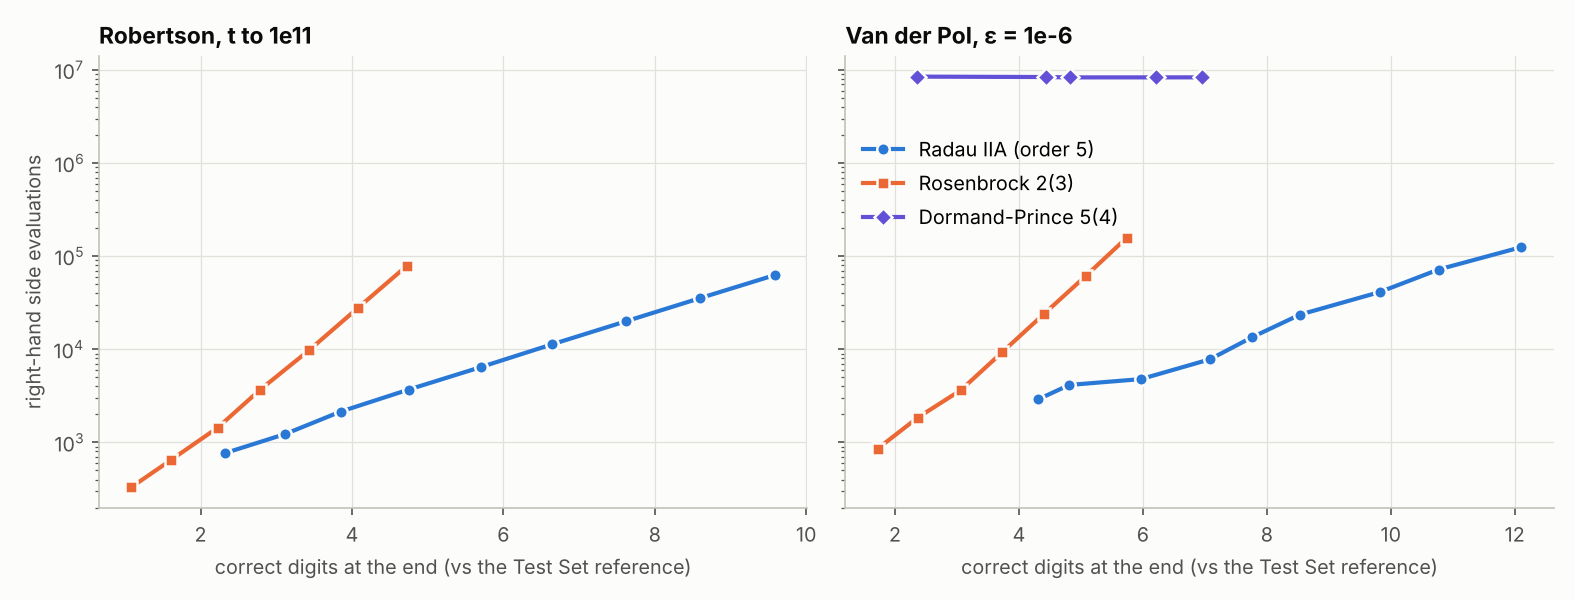 Robertson, t to 1e11
10⁷
10⁶
10⁵
10⁴
10³
right-hand side evaluations
2 4 6 8 10
correct digits at the end (vs the Test Set reference)
Van der Pol, ε = 1e-6
Radau IIA (order 5)
Rosenbrock 2(3)
Dormand-Prince 5(4)
2 4 6 8 10 12
correct digits at the end (vs the Test Set reference)